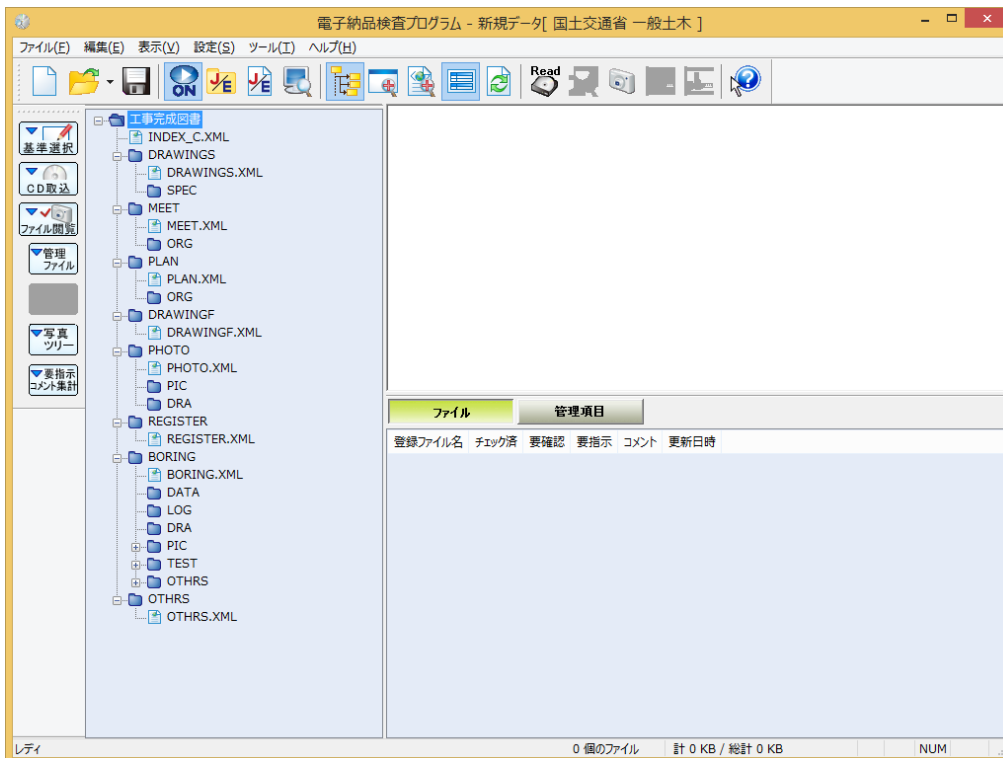 電子納品検査プログラム - 新規データ[ 国土交通省 一般土木 ]
ファイル(F) 編集(E) 表示(V) 設定(S) ツール(T) ヘルプ(H)
ON J/E J/E Read
基準選択
CD取込
ファイル閲覧
管理
ファイル
写真
ツリー
要指示
コメント集計
工事完成図書
INDEX_C.XML
DRAWINGS
DRAWINGS.XML
SPEC
MEET
MEET.XML
ORG
PLAN
PLAN.XML
ORG
DRAWINGF
DRAWINGF.XML
PHOTO
PHOTO.XML
PIC
DRA
REGISTER
REGISTER.XML
BORING
BORING.XML
DATA
LOG
DRA
PIC
TEST
OTHRS
OTHRS
OTHRS.XML
ファイル 管理項目
登録ファイル名 チェック済 要確認 要指示 コメント 更新日時
レディ 0 個のファイル 計 0 KB / 総計 0 KB NUM